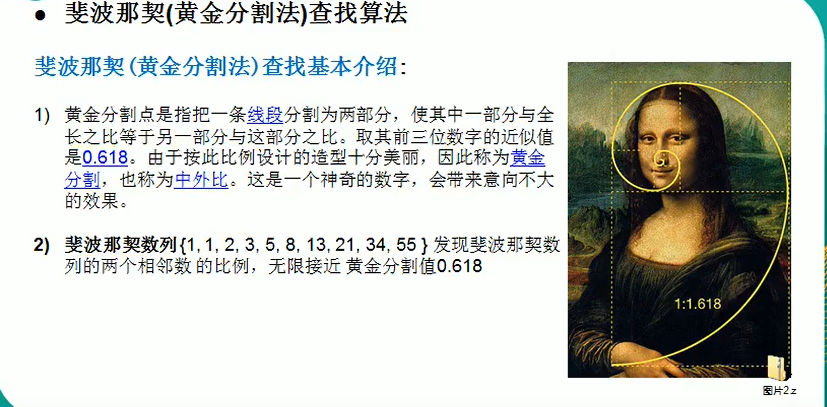 ● 斐波那契(黄金分割法)查找算法
斐波那契(黄金分割法)查找基本介绍:
1) 黄金分割点是指把一条线段分割为两部分，使其中一部分与全
长之比等于另一部分与这部分之比。取其前三位数字的近似值
是0.618。由于按此比例设计的造型十分美丽，因此称为黄金
分割，也称为中外比。这是一个神奇的数字，会带来意向不大
的效果。
2) 斐波那契数列{1, 1, 2, 3, 5, 8, 13, 21, 34, 55 } 发现斐波那契数
列的两个相邻数 的比例，无限接近 黄金分割值0.618
1:1.618
图片2.z